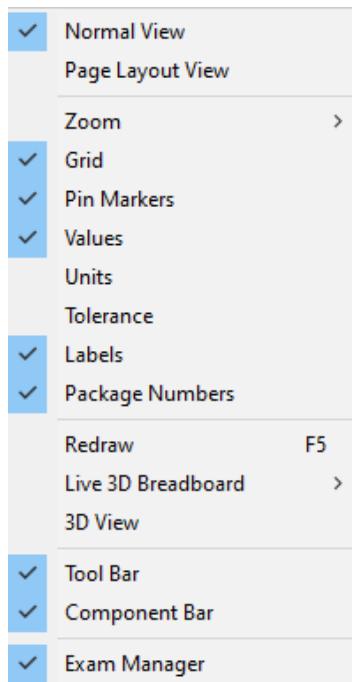 Normal View
Page Layout View
Zoom
Grid
Pin Markers
Values
Units
Tolerance
Labels
Package Numbers
Redraw F5
Live 3D Breadboard
3D View
Tool Bar
Component Bar
Exam Manager